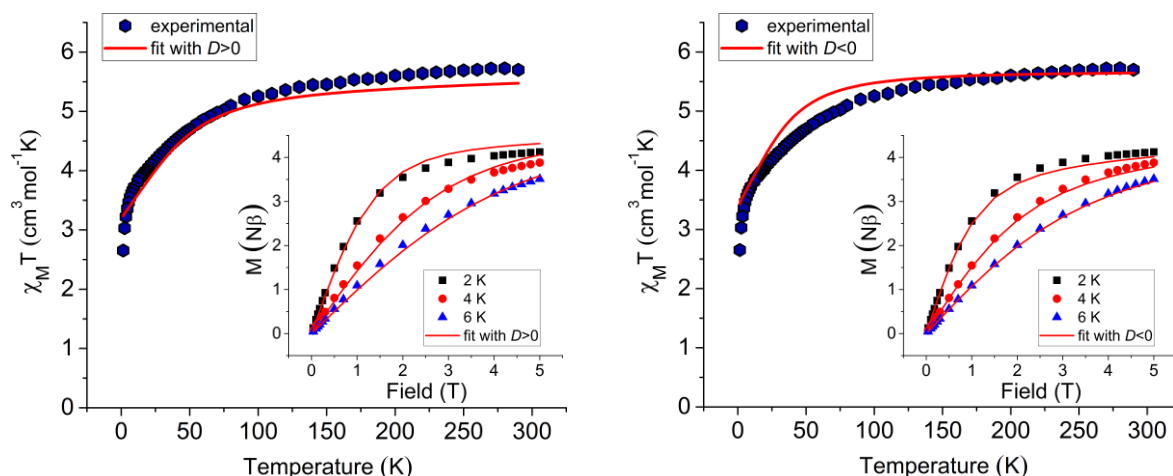 experimental
fit with D>0
6
5
4
3
2
1
0
χMT (cm³mol⁻¹K)
0 50 100 150 200 250 300
Temperature (K)
4
3
2
1
0
M (Nβ)
2 K
4 K
6 K
fit with D>0
0 1 2 3 4 5
Field (T)
experimental
fit with D<0
6
5
4
3
2
1
0
χMT (cm³mol⁻¹K)
0 50 100 150 200 250 300
Temperature (K)
4
3
2
1
0
M (Nβ)
2 K
4 K
6 K
fit with D<0
0 1 2 3 4 5
Field (T)